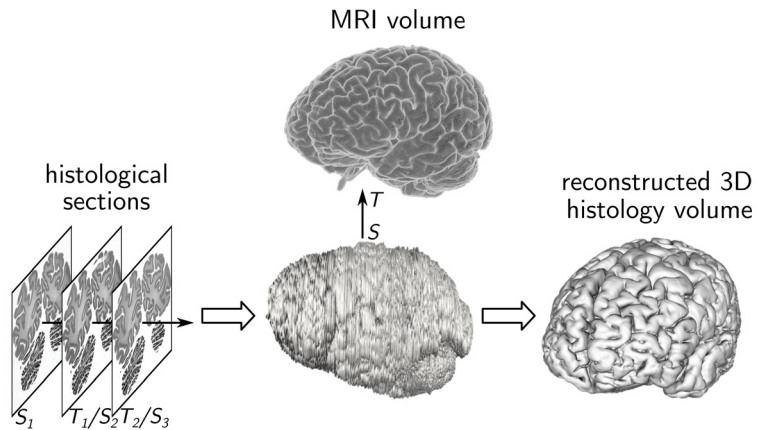 MRI volume
histological
sections
reconstructed 3D
histology volume
T
S
S₁
T₁/S₂
T₂/S₃